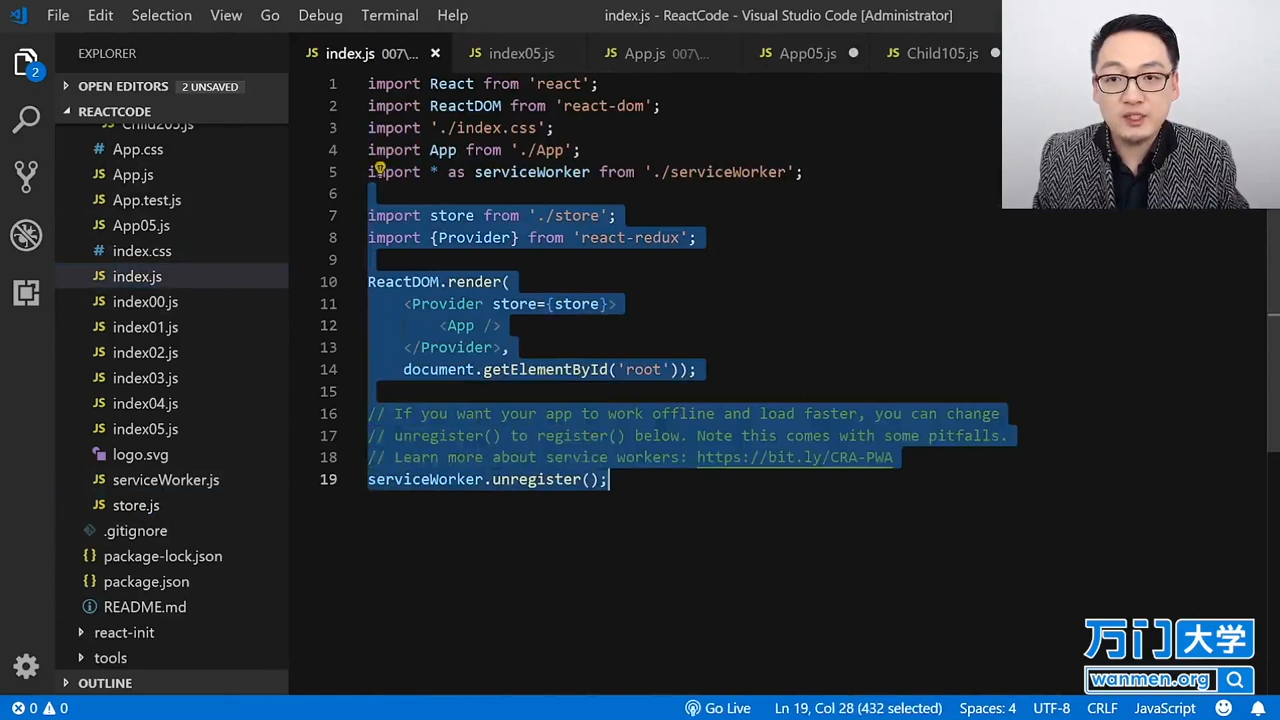 File Edit Selection View Go Debug Terminal Help
index.js - ReactCode - Visual Studio Code [Administrator]
EXPLORER
JS index.js 007\...
JS index05.js
JS App.js 007\...
JS App05.js
JS Child105.js
2
OPEN EDITORS 2 UNSAVED
REACTCODE
JS Child205.js
# App.css
JS App.js
JS App.test.js
JS App05.js
# index.css
JS index.js
JS index00.js
JS index01.js
JS index02.js
JS index03.js
JS index04.js
JS index05.js
logo.svg
JS serviceWorker.js
JS store.js
.gitignore
{} package-lock.json
{} package.json
README.md
react-init
tools
OUTLINE
1 import React from 'react';
2 import ReactDOM from 'react-dom';
3 import './index.css';
4 import App from './App';
5 import * as serviceWorker from './serviceWorker';
6
7 import store from './store';
8 import {Provider} from 'react-redux';
9
10 ReactDOM.render(
11 <Provider store={store}>
12 <App />
13 </Provider>,
14 document.getElementById('root'));
15
16 // If you want your app to work offline and load faster, you can change
17 // unregister() to register() below. Note this comes with some pitfalls.
18 // Learn more about service workers: https://bit.ly/CRA-PWA
19 serviceWorker.unregister();
万门大学
wanmen.org
0 0
Go Live
Ln 19, Col 28 (432 selected)
Spaces: 4
UTF-8
CRLF
JavaScript